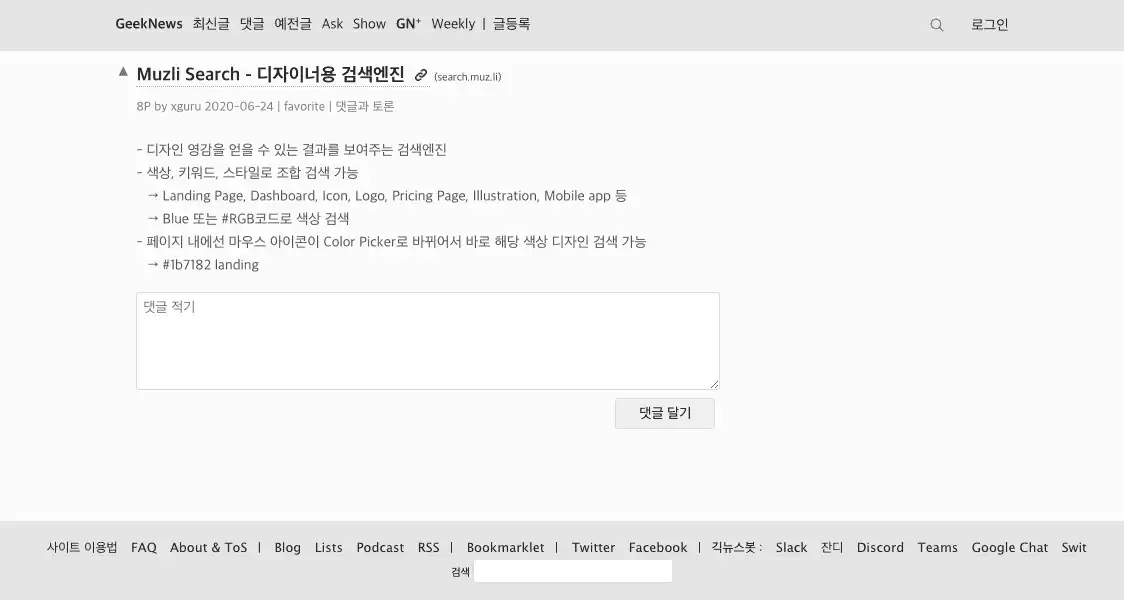 GeekNews 최신글 댓글 예전글 Ask Show GN⁺ Weekly | 글등록 로그인
▲ Muzli Search - 디자이너용 검색엔진 (search.muz.li)
8P by xguru 2020-06-24 | favorite | 댓글과 토론
- 디자인 영감을 얻을 수 있는 결과를 보여주는 검색엔진
- 색상, 키워드, 스타일로 조합 검색 가능
→ Landing Page, Dashboard, Icon, Logo, Pricing Page, Illustration, Mobile app 등
→ Blue 또는 #RGB코드로 색상 검색
- 페이지 내에선 마우스 아이콘이 Color Picker로 바뀌어서 바로 해당 색상 디자인 검색 가능
→ #1b7182 landing
댓글 적기
댓글 달기
사이트 이용법 FAQ About & ToS | Blog Lists Podcast RSS | Bookmarklet | Twitter Facebook | 긱뉴스봇 : Slack 잔디 Discord Teams Google Chat Swit
검색